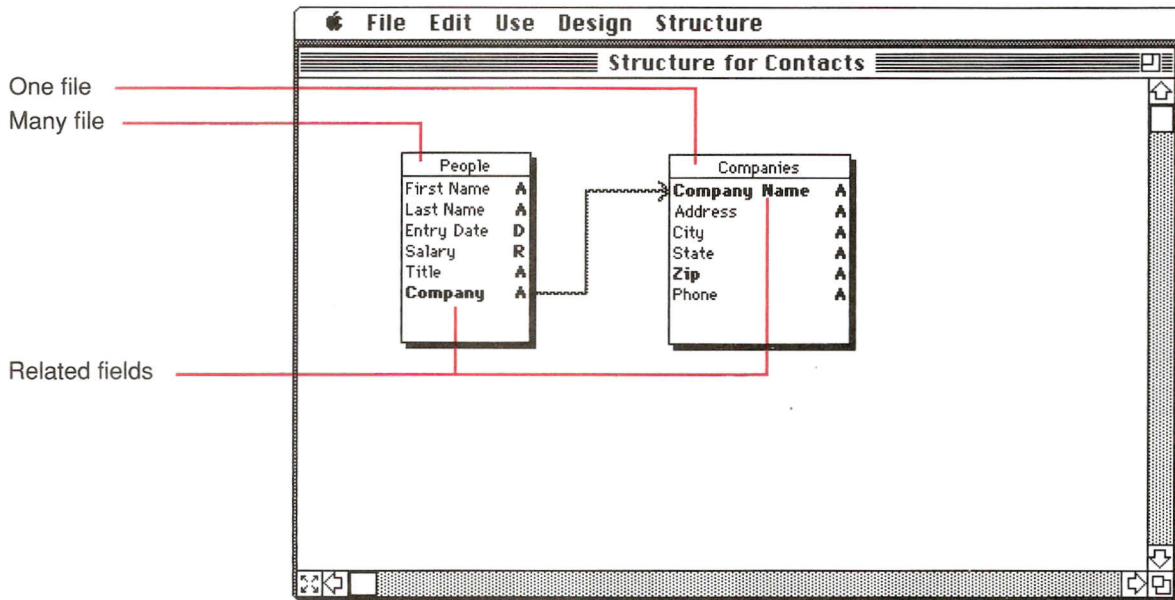 File Edit Use Design Structure
Structure for Contacts
One file
Many file
People
First Name A
Last Name A
Entry Date D
Salary R
Title A
Company A
Companies
Company Name A
Address A
City A
State A
Zip A
Phone A
Related fields